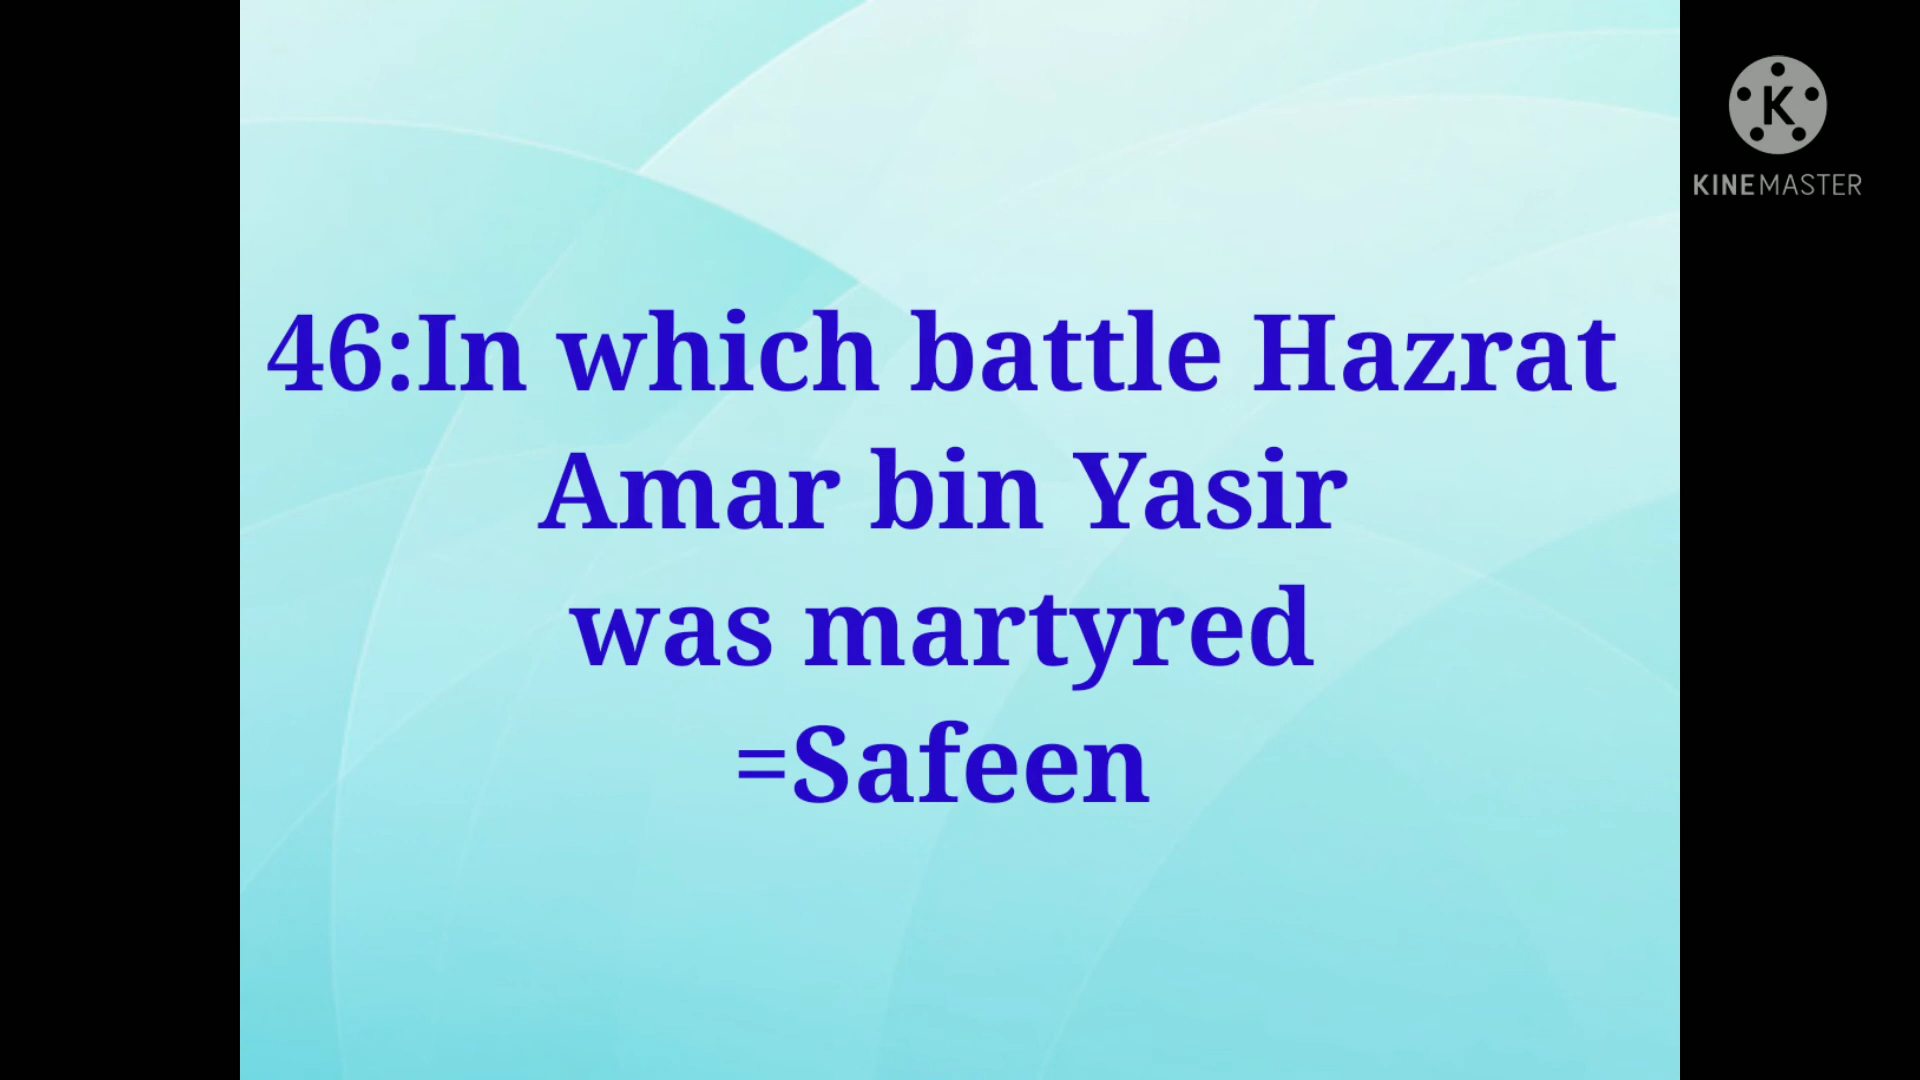 46:In which battle Hazrat
Amar bin Yasir
was martyred
=Safeen
K
KINEMASTER